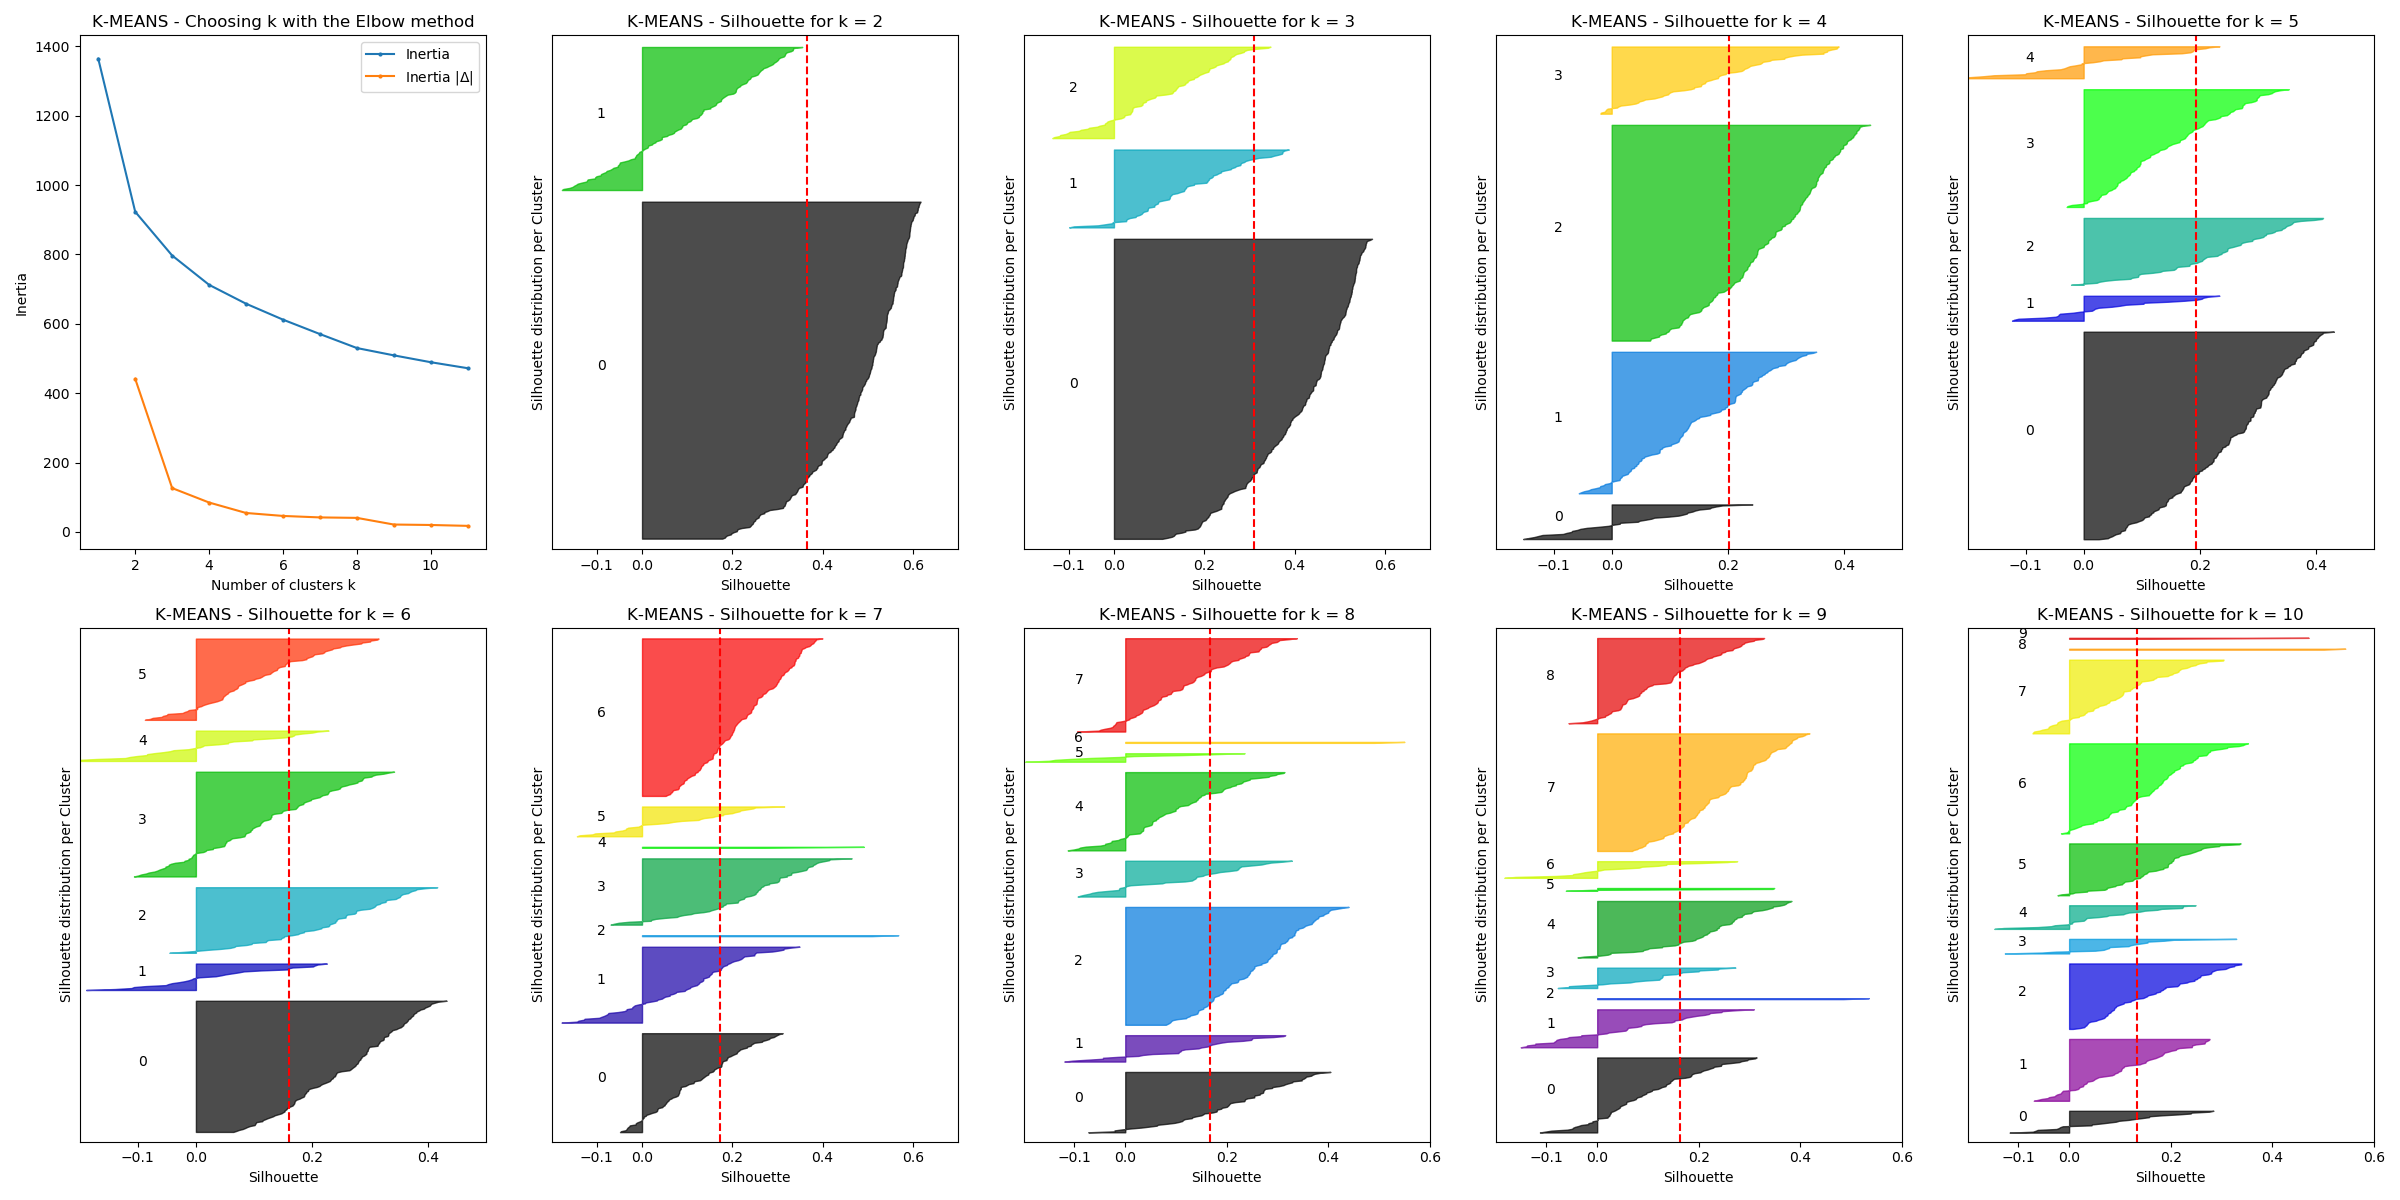 K-MEANS - Choosing k with the Elbow method
Inertia
Inertia |Δ|
1400
1200
1000
800
600
400
200
0
Inertia
2 4 6 8 10
Number of clusters k
K-MEANS - Silhouette for k = 2
Silhouette distribution per Cluster
1
0
−0.1 0.0 0.2 0.4 0.6
Silhouette
K-MEANS - Silhouette for k = 3
Silhouette distribution per Cluster
2
1
0
−0.1 0.0 0.2 0.4 0.6
Silhouette
K-MEANS - Silhouette for k = 4
Silhouette distribution per Cluster
3
2
1
0
−0.1 0.0 0.2 0.4
Silhouette
K-MEANS - Silhouette for k = 5
Silhouette distribution per Cluster
4
3
2
1
0
−0.1 0.0 0.2 0.4
Silhouette
K-MEANS - Silhouette for k = 6
Silhouette distribution per Cluster
5
4
3
2
1
0
−0.1 0.0 0.2 0.4
Silhouette
K-MEANS - Silhouette for k = 7
Silhouette distribution per Cluster
6
5
4
3
2
1
0
−0.1 0.0 0.2 0.4 0.6
Silhouette
K-MEANS - Silhouette for k = 8
Silhouette distribution per Cluster
7
6
5
4
3
2
1
0
−0.1 0.0 0.2 0.4 0.6
Silhouette
K-MEANS - Silhouette for k = 9
Silhouette distribution per Cluster
8
7
6
5
4
3
2
1
0
−0.1 0.0 0.2 0.4 0.6
Silhouette
K-MEANS - Silhouette for k = 10
Silhouette distribution per Cluster
9
8
7
6
5
4
3
2
1
0
−0.1 0.0 0.2 0.4 0.6
Silhouette